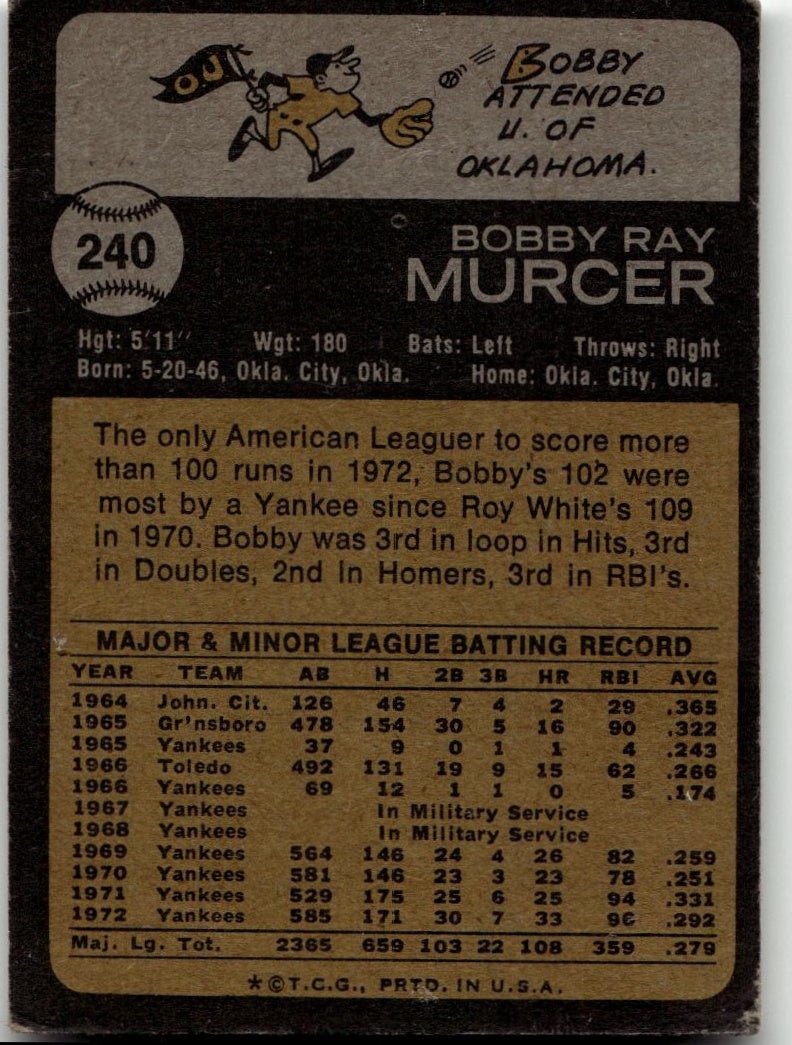 OU
BOBBY
ATTENDED
U. OF
OKLAHOMA.
240
BOBBY RAY
MURCER
Hgt: 5'11" Wgt: 180 Bats: Left Throws: Right
Born: 5-20-46, Okla. City, Okla. Home: Okla. City, Okla.
The only American Leaguer to score more
than 100 runs in 1972, Bobby's 102 were
most by a Yankee since Roy White's 109
in 1970. Bobby was 3rd in loop in Hits, 3rd
in Doubles, 2nd In Homers, 3rd in RBI's.
MAJOR & MINOR LEAGUE BATTING RECORD
YEAR TEAM AB H 2B 3B HR RBI AVG
1964 John. Cit. 126 46 7 4 2 29 .365
1965 Gr'nsboro 478 154 30 5 16 90 .322
1965 Yankees 37 9 0 1 1 4 .243
1966 Toledo 492 131 19 9 15 62 .266
1966 Yankees 69 12 1 1 0 5 .174
1967 Yankees In Military Service
1968 Yankees In Military Service
1969 Yankees 564 146 24 4 26 82 .259
1970 Yankees 581 146 23 3 23 78 .251
1971 Yankees 529 175 25 6 25 94 .331
1972 Yankees 585 171 30 7 33 96 .292
Maj. Lg. Tot. 2365 659 103 22 108 359 .279
*©T.C.G., PRTD. IN U.S.A.